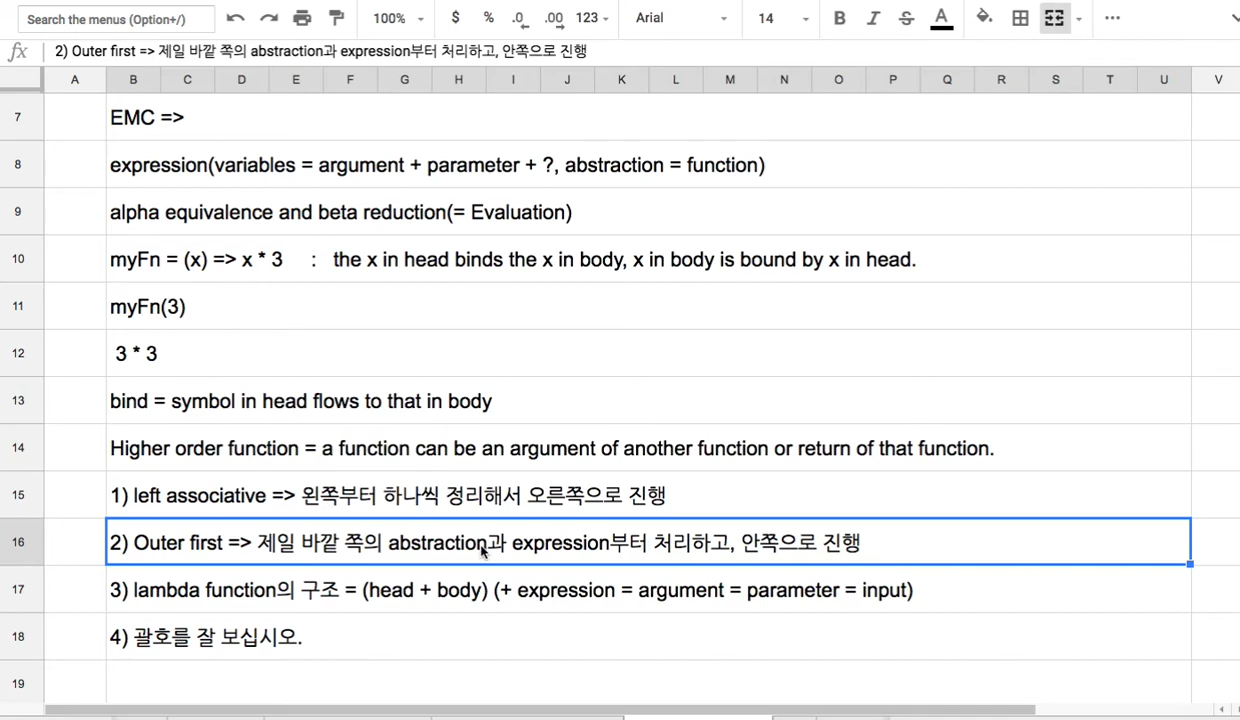 Search the menus (Option+/)
100%
$
%
.0
.00
123
Arial
14
B
I
S
A
fx
2) Outer first => 제일 바깥 쪽의 abstraction과 expression부터 처리하고, 안쪽으로 진행
A B C D E F G H I J K L M N O P Q R S T U V
7 EMC =>
8 expression(variables = argument + parameter + ?, abstraction = function)
9 alpha equivalence and beta reduction(= Evaluation)
10 myFn = (x) => x * 3 : the x in head binds the x in body, x in body is bound by x in head.
11 myFn(3)
12 3 * 3
13 bind = symbol in head flows to that in body
14 Higher order function = a function can be an argument of another function or return of that function.
15 1) left associative => 왼쪽부터 하나씩 정리해서 오른쪽으로 진행
16 2) Outer first => 제일 바깥 쪽의 abstraction과 expression부터 처리하고, 안쪽으로 진행
17 3) lambda function의 구조 = (head + body) (+ expression = argument = parameter = input)
18 4) 괄호를 잘 보십시오.
19